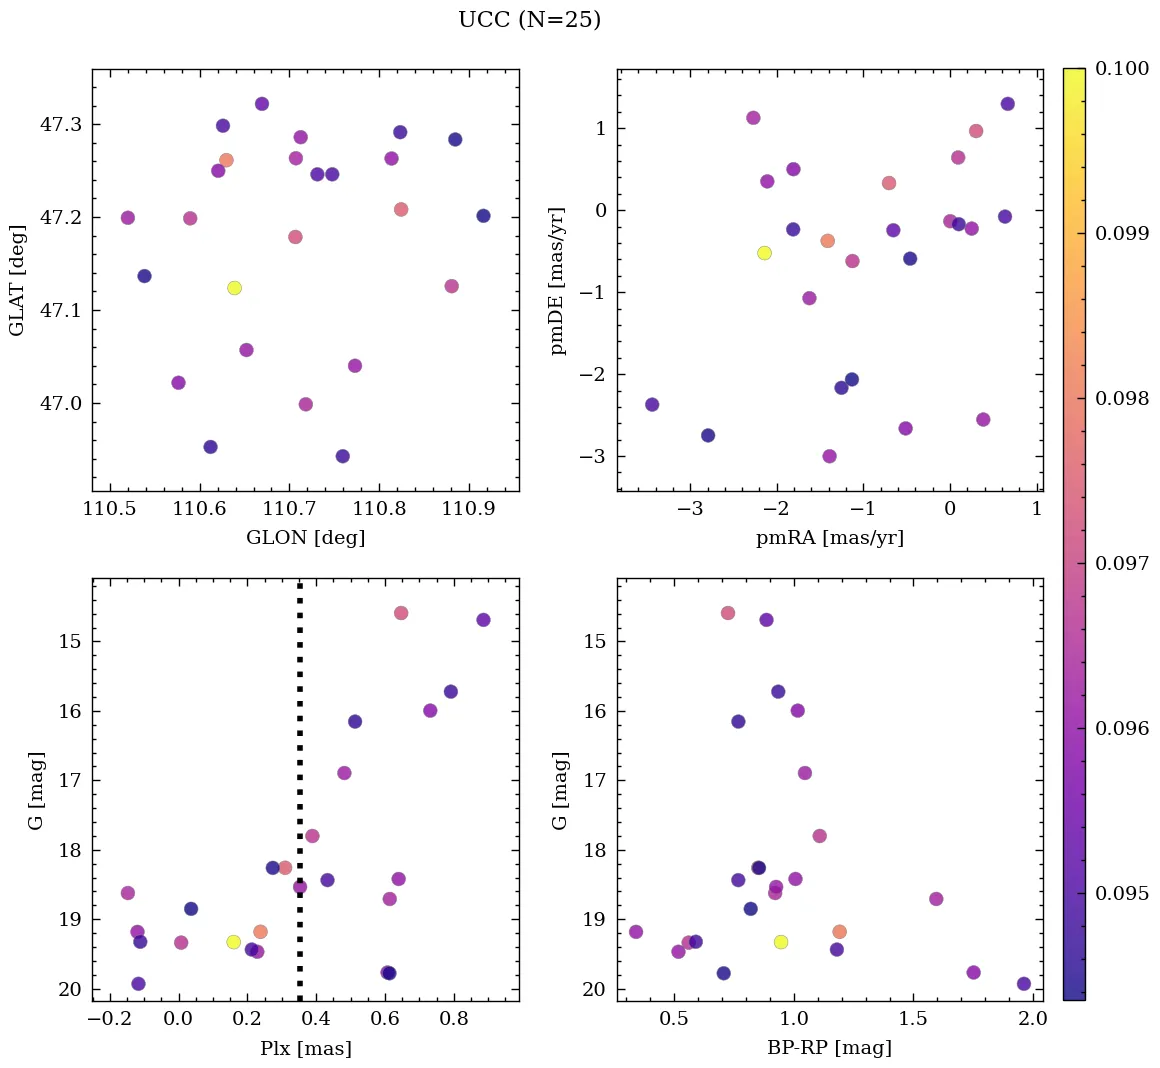 UCC (N=25)
47.3
47.2
47.1
47.0
GLAT [deg]
110.5 110.6 110.7 110.8 110.9
GLON [deg]
1
0
−1
−2
−3
pmDE [mas/yr]
−3 −2 −1 0 1
pmRA [mas/yr]
15
16
17
18
19
20
G [mag]
−0.2 0.0 0.2 0.4 0.6 0.8
Plx [mas]
15
16
17
18
19
20
G [mag]
0.5 1.0 1.5 2.0
BP-RP [mag]
0.100
0.099
0.098
0.097
0.096
0.095